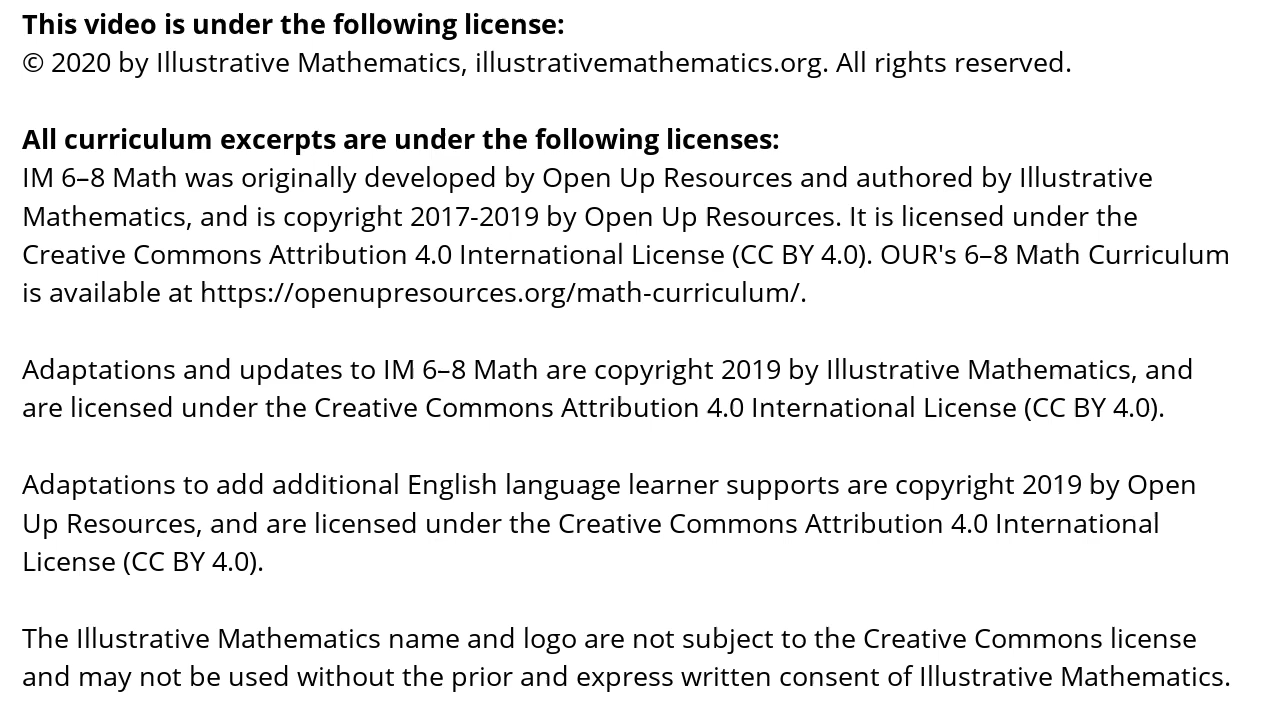 This video is under the following license:
© 2020 by Illustrative Mathematics, illustrativemathematics.org. All rights reserved.
All curriculum excerpts are under the following licenses:
IM 6–8 Math was originally developed by Open Up Resources and authored by Illustrative
Mathematics, and is copyright 2017-2019 by Open Up Resources. It is licensed under the
Creative Commons Attribution 4.0 International License (CC BY 4.0). OUR's 6–8 Math Curriculum
is available at https://openupresources.org/math-curriculum/.
Adaptations and updates to IM 6–8 Math are copyright 2019 by Illustrative Mathematics, and
are licensed under the Creative Commons Attribution 4.0 International License (CC BY 4.0).
Adaptations to add additional English language learner supports are copyright 2019 by Open
Up Resources, and are licensed under the Creative Commons Attribution 4.0 International
License (CC BY 4.0).
The Illustrative Mathematics name and logo are not subject to the Creative Commons license
and may not be used without the prior and express written consent of Illustrative Mathematics.